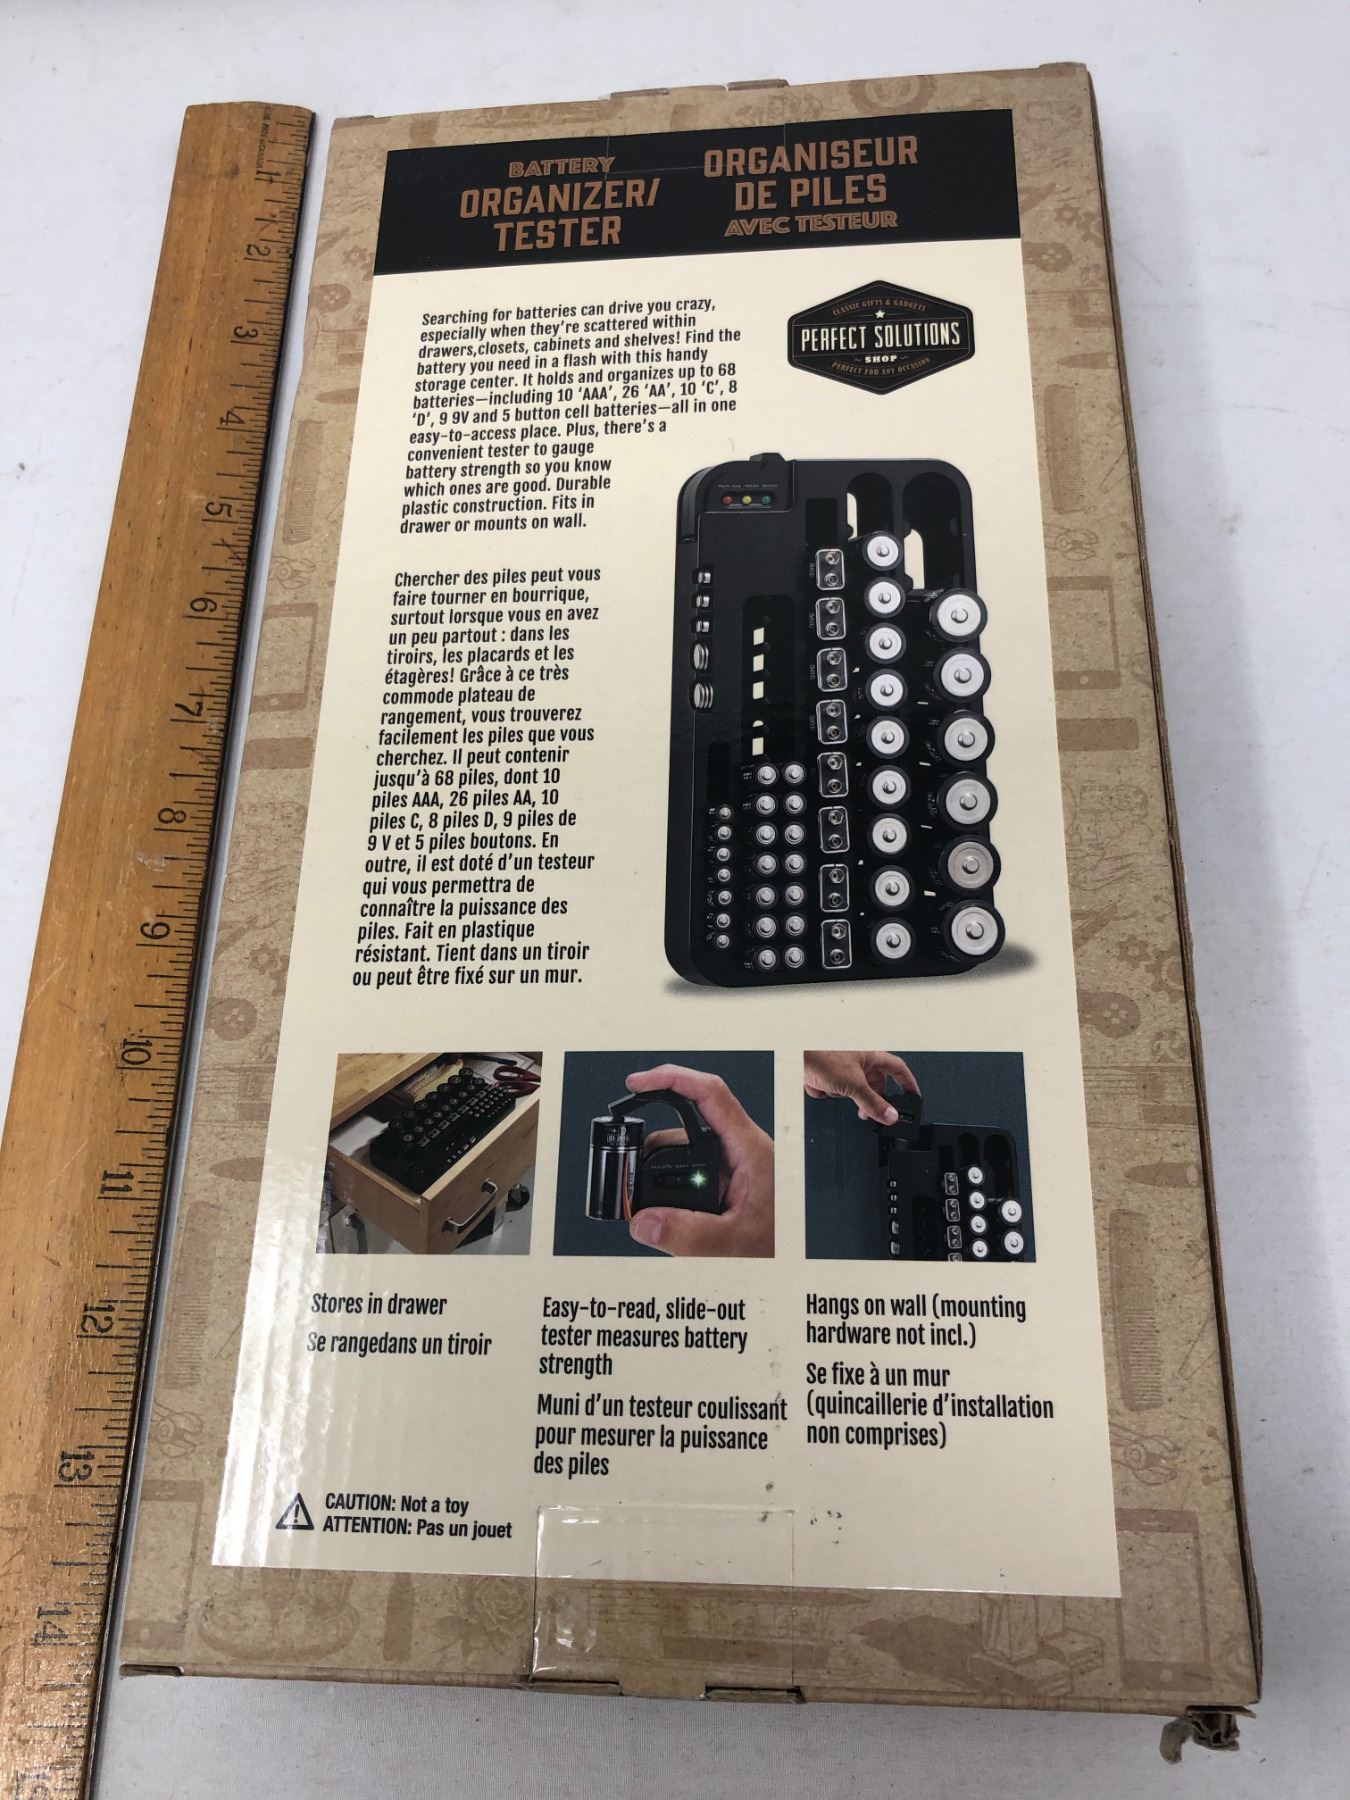 BATTERY
ORGANIZER/
TESTER
ORGANISEUR
DE PILES
AVEC TESTEUR
Searching for batteries can drive you crazy,
especially when they're scattered within
drawers,closets, cabinets and shelves! Find the
battery you need in a flash with this handy
storage center. It holds and organizes up to 68
batteries—including 10 'AAA', 26 'AA', 10 'C', 8
'D', 9 9V and 5 button cell batteries—all in one
easy-to-access place. Plus, there's a
convenient tester to gauge
battery strength so you know
which ones are good. Durable
plastic construction. Fits in
drawer or mounts on wall.
CLASSIC GIFTS & GADGETS
PERFECT SOLUTIONS
SHOP
PERFECT FOR ANY OCCASION
Chercher des piles peut vous
faire tourner en bourrique,
surtout lorsque vous en avez
un peu partout : dans les
tiroirs, les placards et les
étagères! Grâce à ce très
commode plateau de
rangement, vous trouverez
facilement les piles que vous
cherchez. Il peut contenir
jusqu'à 68 piles, dont 10
piles AAA, 26 piles AA, 10
piles C, 8 piles D, 9 piles de
9 V et 5 piles boutons. En
outre, il est doté d'un testeur
qui vous permettra de
connaître la puissance des
piles. Fait en plastique
résistant. Tient dans un tiroir
ou peut être fixé sur un mur.
REPLACE WEAK GOOD
Stores in drawer
Se rangedans un tiroir
Easy-to-read, slide-out
tester measures battery
strength
Muni d'un testeur coulissant
pour mesurer la puissance
des piles
Hangs on wall (mounting
hardware not incl.)
Se fixe à un mur
(quincaillerie d'installation
non comprises)
CAUTION: Not a toy
ATTENTION: Pas un jouet
1
2
3
4
5
6
7
8
9
10
11
12
13
14